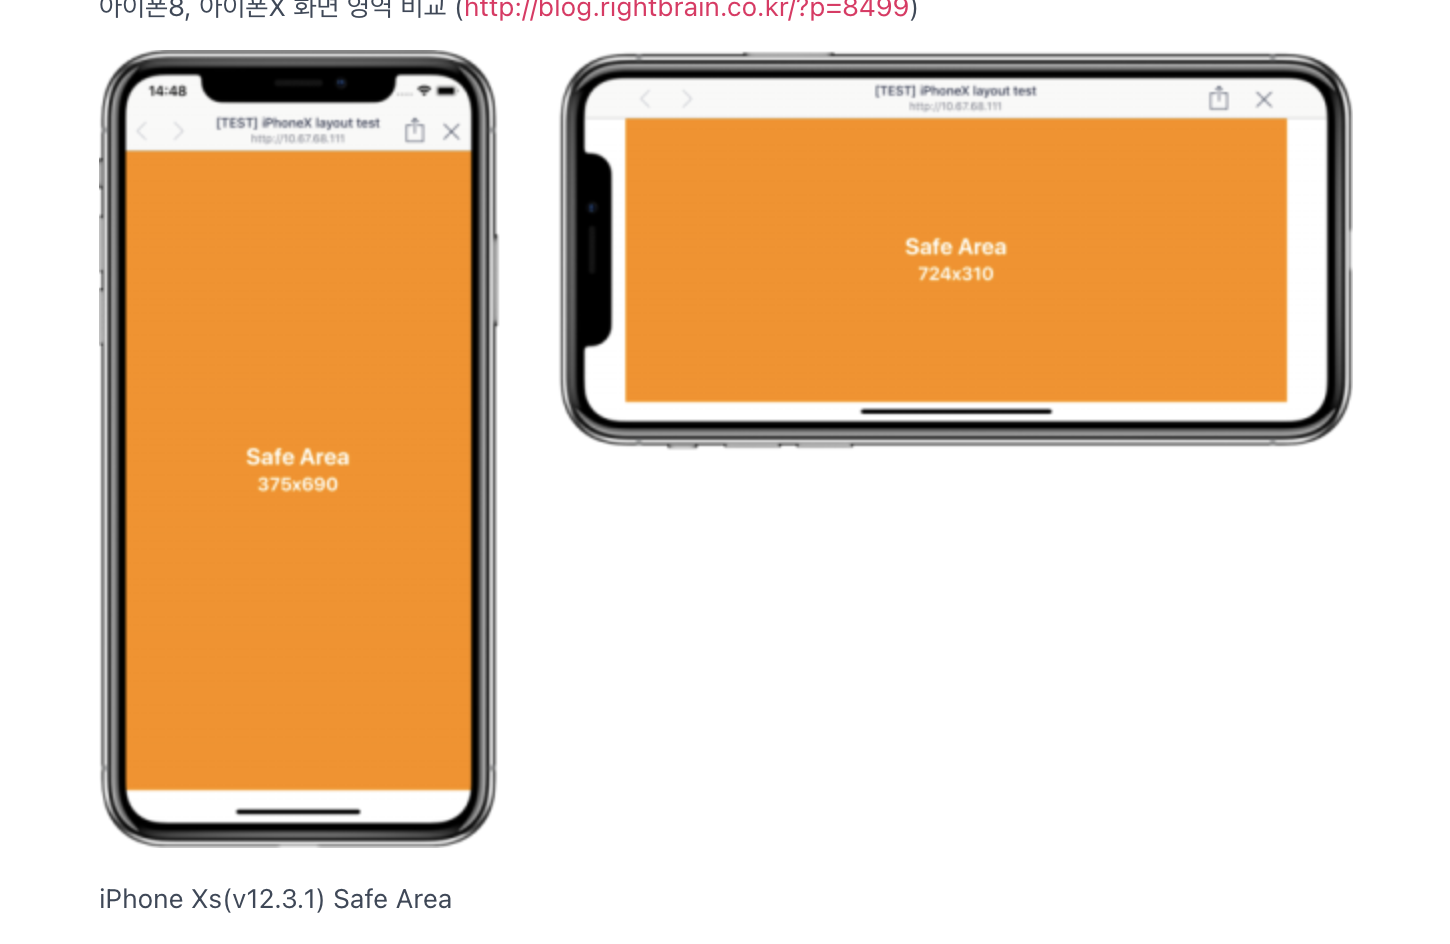 아이폰8, 아이폰X 화면 영역 비교 (http://blog.rightbrain.co.kr/?p=8499)
14:48
[TEST] iPhoneX layout test
http://10.67.68.111
Safe Area
375x690
[TEST] iPhoneX layout test
http://10.67.68.111
Safe Area
724x310
iPhone Xs(v12.3.1) Safe Area